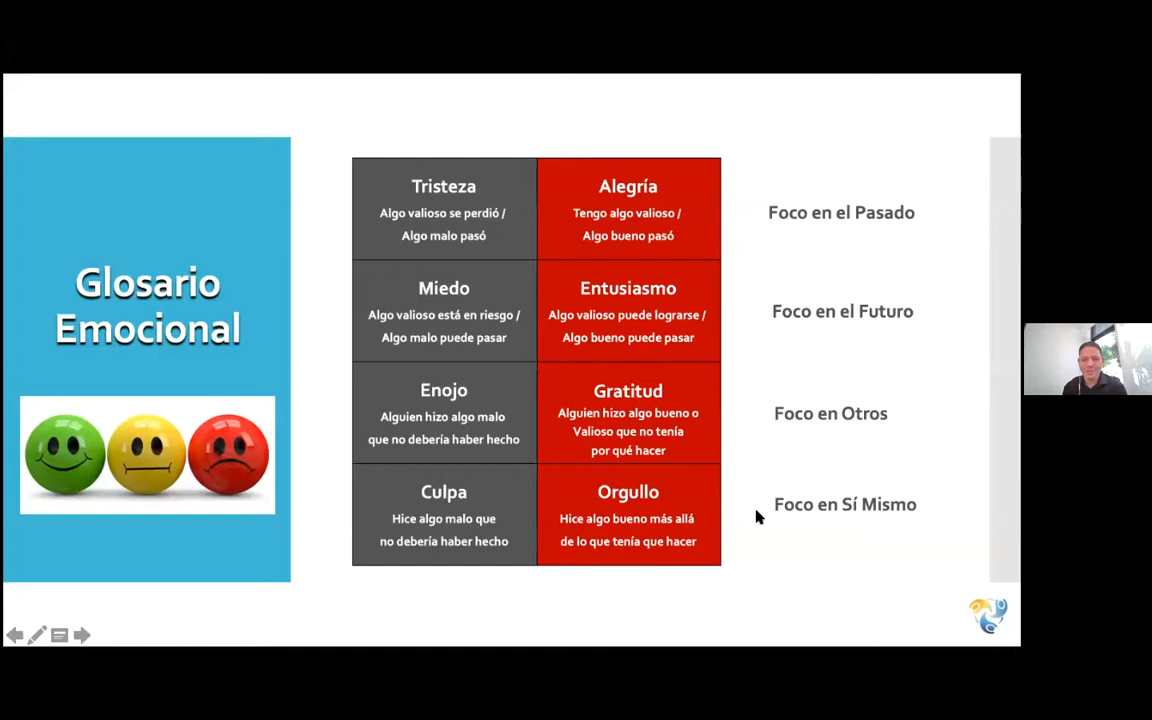 Glosario
Emocional
Tristeza
Algo valioso se perdió /
Algo malo pasó
Alegría
Tengo algo valioso /
Algo bueno pasó
Foco en el Pasado
Miedo
Algo valioso está en riesgo /
Algo malo puede pasar
Entusiasmo
Algo valioso puede lograrse /
Algo bueno puede pasar
Foco en el Futuro
Enojo
Alguien hizo algo malo
que no debería haber hecho
Gratitud
Alguien hizo algo bueno o
Valioso que no tenía
por qué hacer
Foco en Otros
Culpa
Hice algo malo que
no debería haber hecho
Orgullo
Hice algo bueno más allá
de lo que tenía que hacer
Foco en Sí Mismo